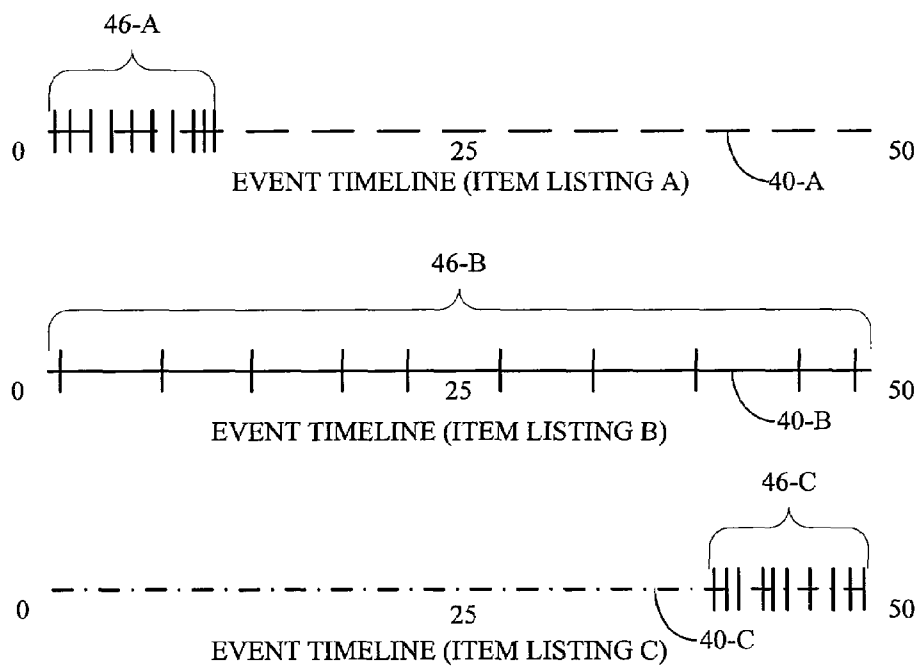 46-A
0 25 50
EVENT TIMELINE (ITEM LISTING A) 40-A
46-B
0 25 50
EVENT TIMELINE (ITEM LISTING B) 40-B
46-C
0 25 50
EVENT TIMELINE (ITEM LISTING C) 40-C